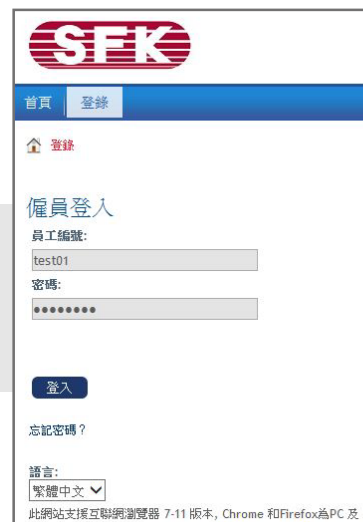 SFK
首頁
登錄
登錄
僱員登入
員工編號:
test01
密碼:
●●●●●●●●
登入
忘記密碼？
語言:
繁體中文
此網站支援互聯網瀏覽器 7-11 版本, Chrome 和Firefox為PC 及